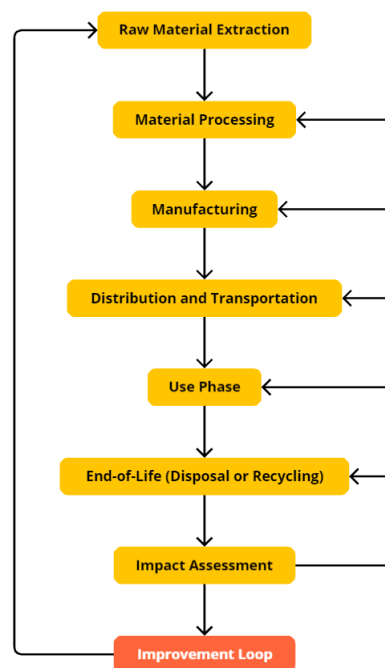 Raw Material Extraction
Material Processing
Manufacturing
Distribution and Transportation
Use Phase
End-of-Life (Disposal or Recycling)
Impact Assessment
Improvement Loop